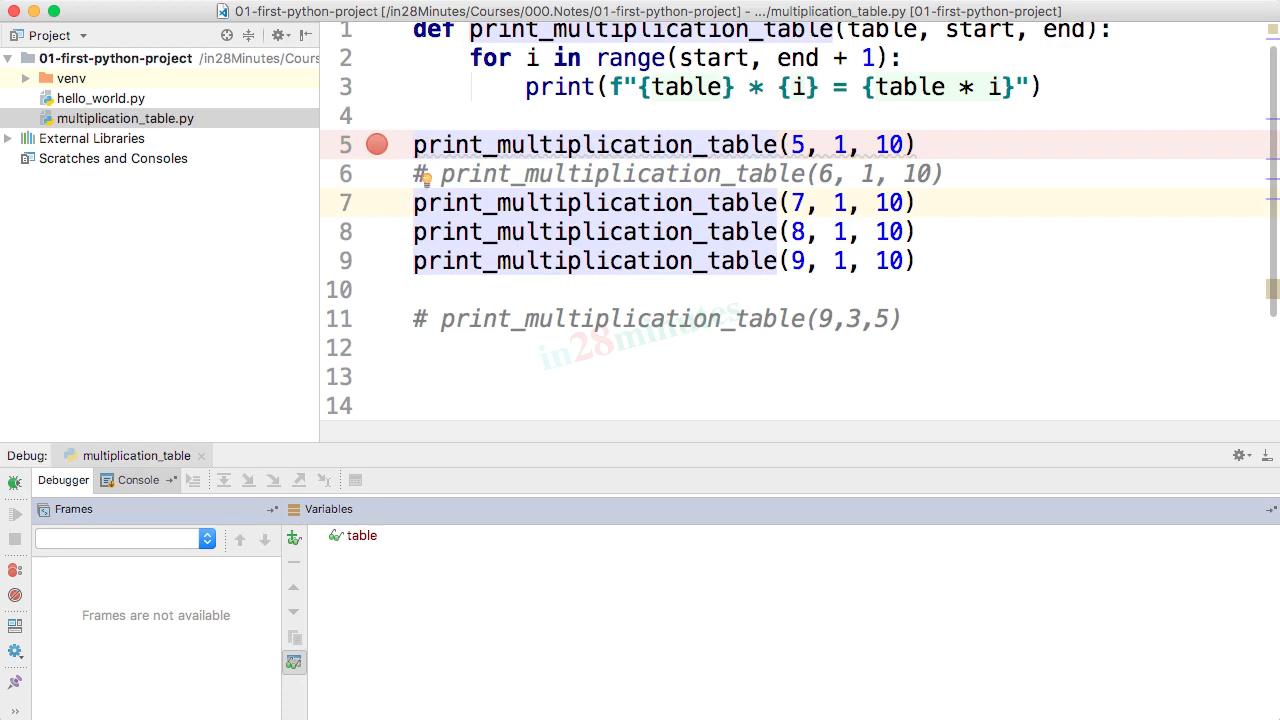 01-first-python-project [/in28Minutes/Courses/000.Notes/01-first-python-project] - .../multiplication_table.py [01-first-python-project]
Project
01-first-python-project /in28Minutes/Cours
venv
hello_world.py
multiplication_table.py
External Libraries
Scratches and Consoles
1 def print_multiplication_table(table, start, end):
2 for i in range(start, end + 1):
3 print(f"{table} * {i} = {table * i}")
4
5 print_multiplication_table(5, 1, 10)
6 # print_multiplication_table(6, 1, 10)
7 print_multiplication_table(7, 1, 10)
8 print_multiplication_table(8, 1, 10)
9 print_multiplication_table(9, 1, 10)
10
11 # print_multiplication_table(9,3,5)
12
13
14
in28minutes
Debug: multiplication_table
Debugger Console
Frames Variables
table
Frames are not available